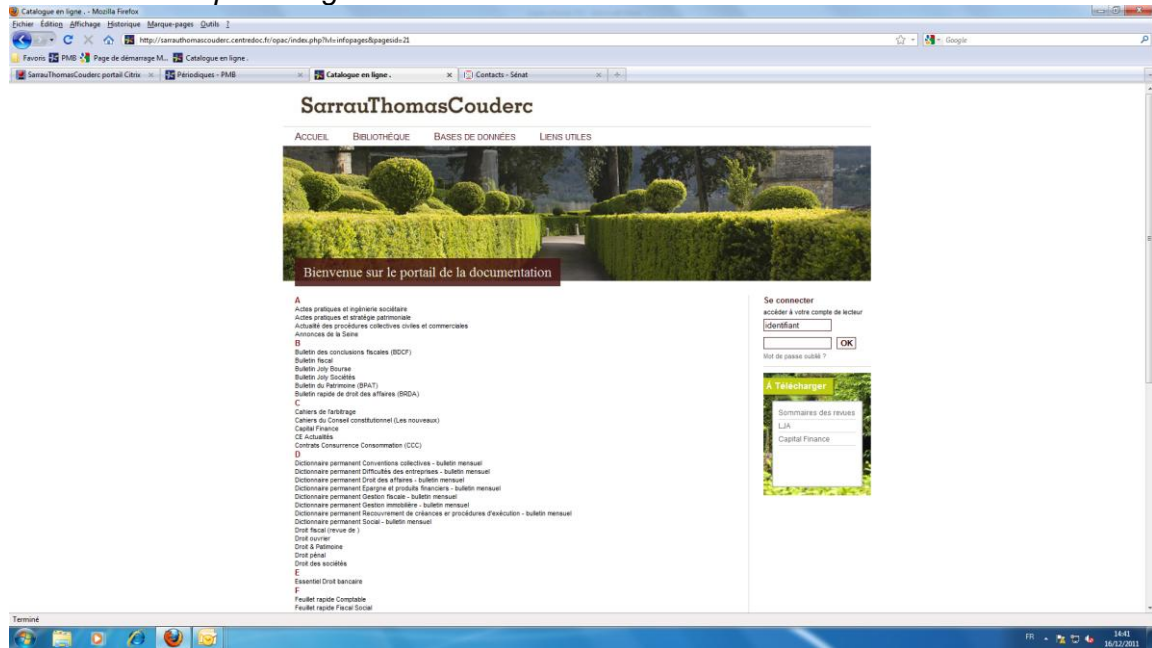 Catalogue en ligne . - Mozilla Firefox
Fichier Édition Affichage Historique Marque-pages Outils ?
http://sarrauthomascouderc.centredoc.fr/opac/index.php?lvl=infopages&pagesid=21
Google
Favoris PMB Page de démarrage M... Catalogue en ligne .
SarrauThomasCouderc portail Citrix
Périodiques - PMB
Catalogue en ligne .
Contacts - Sénat
SarrauThomasCouderc
ACCUEIL BIBLIOTHÈQUE BASES DE DONNÉES LIENS UTILES
Bienvenue sur le portail de la documentation
A
Actes pratiques et ingénierie sociétaire
Actes pratiques et stratégie patrimoniale
Actualité des procédures collectives civiles et commerciales
Annonces de la Seine
B
Bulletin des conclusions fiscales (BDCF)
Bulletin fiscal
Bulletin Joly Bourse
Bulletin Joly Sociétés
Bulletin du Patrimoine (BPAT)
Bulletin rapide de droit des affaires (BRDA)
C
Cahiers de l'arbitrage
Cahiers du Conseil constitutionnel (Les nouveaux)
Capital Finance
CE Actualités
Contrats Consurrence Consommation (CCC)
D
Dictionnaire permanent Conventions collectives - bulletin mensuel
Dictionnaire permanent Difficultés des entreprises - bulletin mensuel
Dictionnaire permanent Droit des affaires - bulletin mensuel
Dictionnaire permanent Epargne et produits financiers - bulletin mensuel
Dictionnaire permanent Gestion fiscale - bulletin mensuel
Dictionnaire permanent Gestion immobilière - bulletin mensuel
Dictionnaire permanent Recouvrement de créances er procédures d'exécution - bulletin mensuel
Dictionnaire permanent Social - bulletin mensuel
Droit fiscal (revue de )
Droit ouvrier
Droit & Patimoine
Droit pénal
Droit des sociétés
E
Essentiel Droit bancaire
F
Feuillet rapide Comptable
Feuillet rapide Fiscal Social
Se connecter
accéder à votre compte de lecteur
identifiant
OK
Mot de passe oublié ?
À Télécharger
Sommaires des revues
LJA
Capital Finance
Terminé
FR
14:41
16/12/2011